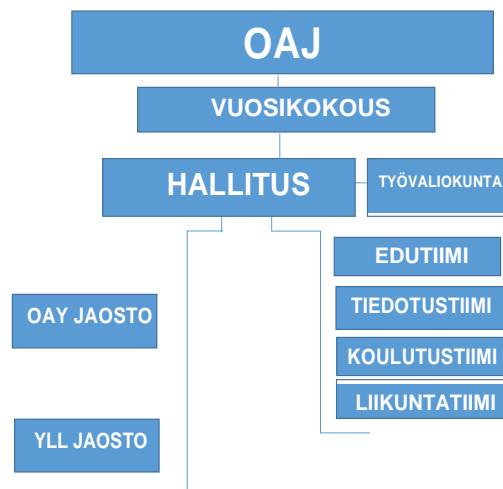 OAJ
VUOSIKOKOUS
HALLITUS
TYÖVALIOKUNTA
EDUTIIMI
OAY JAOSTO
TIEDOTUSTIIMI
KOULUTUSTIIMI
LIIKUNTATIIMI
YLL JAOSTO